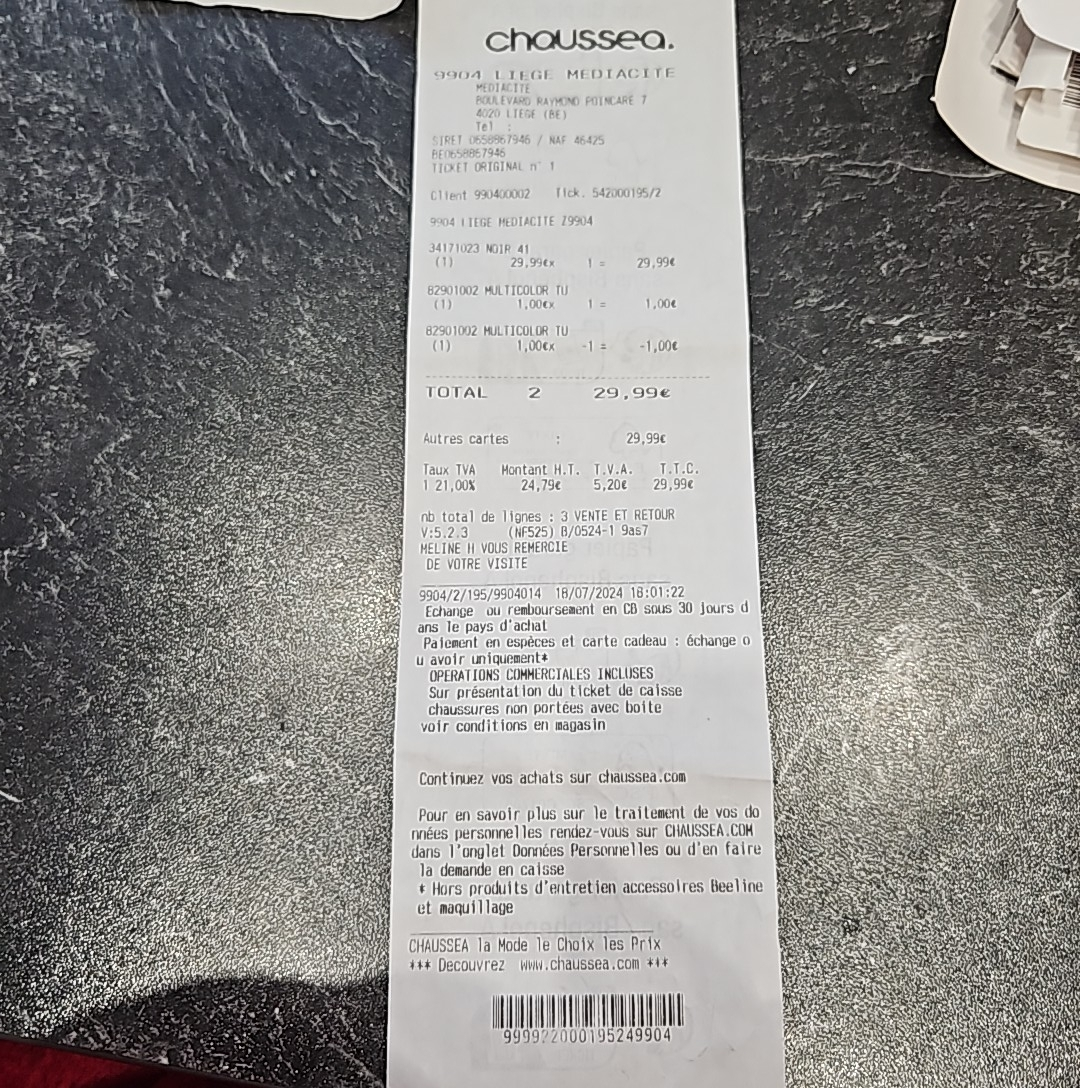 chaussea.
9904 LIEGE MEDIACITE
MEDIACITE
BOULEVARD RAYMOND POINCARE 7
4020 LIEGE (BE)
Tel :
SIRET 0658867946 / NAF 46425
BE0658867946
TICKET ORIGINAL n° 1
Client 990400002 Tick. 542000195/2
9904 LIEGE MEDIACITE Z9904
34171023 NOIR 41
(1) 29,99€x 1 = 29,99€
82901002 MULTICOLOR TU
(1) 1,00€x 1 = 1,00€
82901002 MULTICOLOR TU
(1) 1,00€x -1 = -1,00€
TOTAL 2 29,99€
Autres cartes : 29,99€
Taux TVA Montant H.T. T.V.A. T.T.C.
1 21,00% 24,79€ 5,20€ 29,99€
nb total de lignes : 3 VENTE ET RETOUR
V:5.2.3 (NF525) B/0524-1 9as7
MELINE H VOUS REMERCIE
DE VOTRE VISITE
9904/2/195/9904014 18/07/2024 16:01:22
Echange ou remboursement en CB sous 30 jours d
ans le pays d'achat
Paiement en espèces et carte cadeau : échange o
u avoir uniquement*
OPERATIONS COMMERCIALES INCLUSES
Sur présentation du ticket de caisse
chaussures non portées avec boite
voir conditions en magasin
Continuez vos achats sur chaussea.com
Pour en savoir plus sur le traitement de vos do
nnées personnelles rendez-vous sur CHAUSSEA.COM
dans l'onglet Données Personnelles ou d'en faire
la demande en caisse
* Hors produits d'entretien accessoires Beeline
et maquillage
CHAUSSEA la Mode le Choix les Prix
*** Decouvrez www.chaussea.com ***
999922000195249904